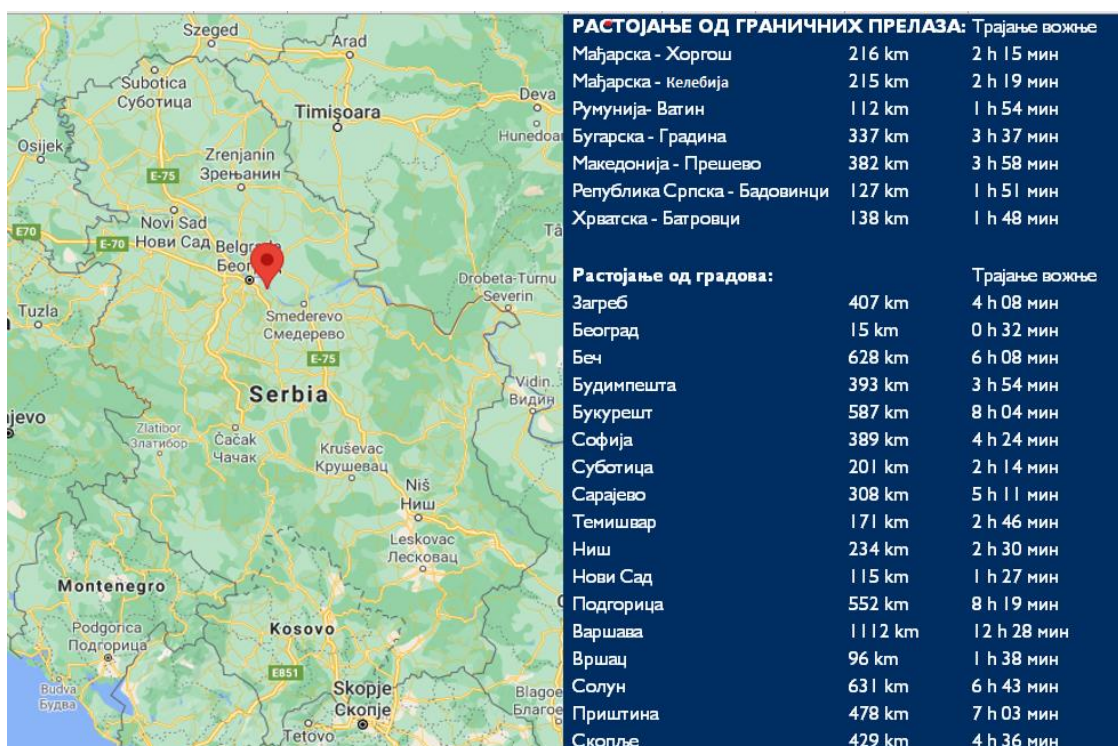 Szeged
Arad
Subotica
Суботица
Deva
Timișoara
Hunedoa
Osijek
Zrenjanin
Зрењанин
E-75
Novi Sad
Нови Сад
E70
E-70
Belgrade
Drobeta-Turnu
Severin
Tuzla
Smederevo
Смедерево
E-75
Vidin
Видин
Serbia
Zlatibor
Златибор
Čačak
Чачак
Kruševac
Крушевац
Niš
Ниш
Leskovac
Лесковац
Montenegro
Podgorica
Подгорица
Kosovo
E851
Budva
Будва
Skopje
Скопје
Blagoe
Благое
Tetovo
РАСТОЈАЊЕ ОД ГРАНИЧНИХ ПРЕЛАЗА: Трајање вожње
Мађарска - Хоргош 216 km 2 h 15 мин
Мађарска - Келебија 215 km 2 h 19 мин
Румунија- Ватин 112 km 1 h 54 мин
Бугарска - Градина 337 km 3 h 37 мин
Македонија - Прешево 382 km 3 h 58 мин
Република Српска - Бадовинци 127 km 1 h 51 мин
Хрватска - Батровци 138 km 1 h 48 мин
Растојање од градова: Трајање вожње
Загреб 407 km 4 h 08 мин
Београд 15 km 0 h 32 мин
Беч 628 km 6 h 08 мин
Будимпешта 393 km 3 h 54 мин
Букурешт 587 km 8 h 04 мин
Софија 389 km 4 h 24 мин
Суботица 201 km 2 h 14 мин
Сарајево 308 km 5 h 11 мин
Темишвар 171 km 2 h 46 мин
Ниш 234 km 2 h 30 мин
Нови Сад 115 km 1 h 27 мин
Подгорица 552 km 8 h 19 мин
Варшава 1112 km 12 h 28 мин
Вршац 96 km 1 h 38 мин
Солун 631 km 6 h 43 мин
Приштина 478 km 7 h 03 мин
Скопље 429 km 4 h 36 мин